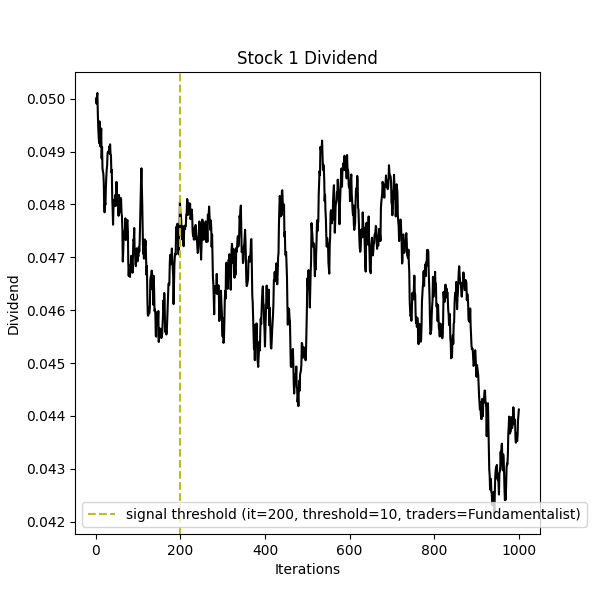 Stock 1 Dividend
0.050
0.049
0.048
0.047
0.046
0.045
0.044
0.043
0.042
Dividend
signal threshold (it=200, threshold=10, traders=Fundamentalist)
0 200 400 600 800 1000
Iterations